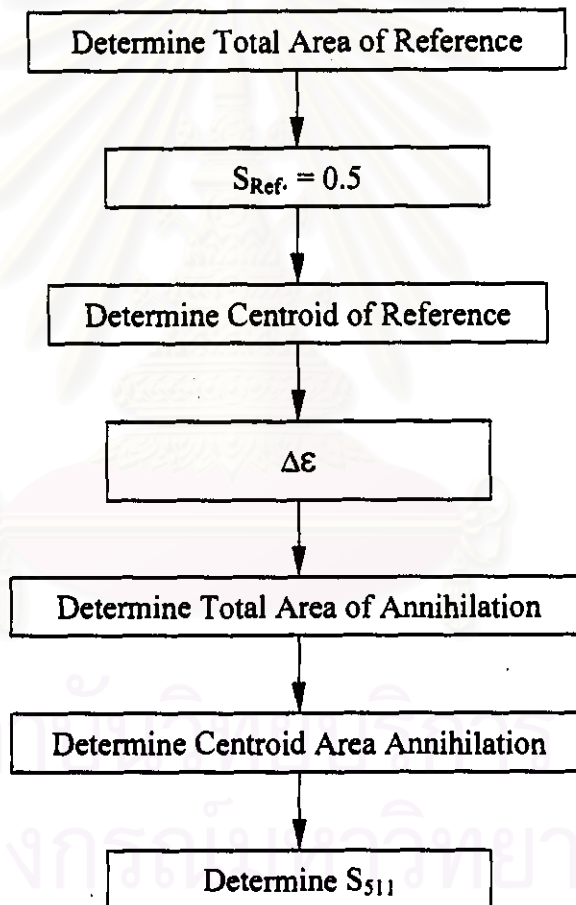 Determine Total Area of Reference
S_Ref. = 0.5
Determine Centroid of Reference
Δε
Determine Total Area of Annihilation
Determine Centroid Area Annihilation
Determine S₅₁₁